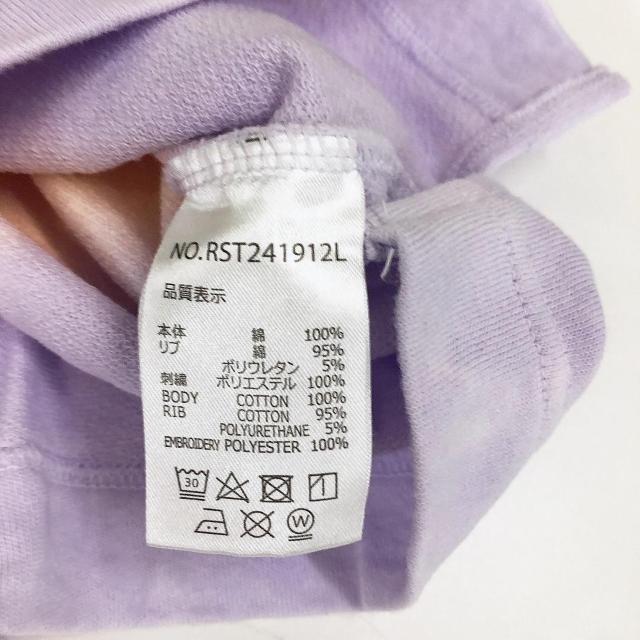 NO.RST241912L
品質表示
本体 綿 100%
リブ 綿 95%
ポリウレタン 5%
刺繍 ポリエステル 100%
BODY COTTON 100%
RIB COTTON 95%
POLYURETHANE 5%
EMBROIDERY POLYESTER 100%
30
W